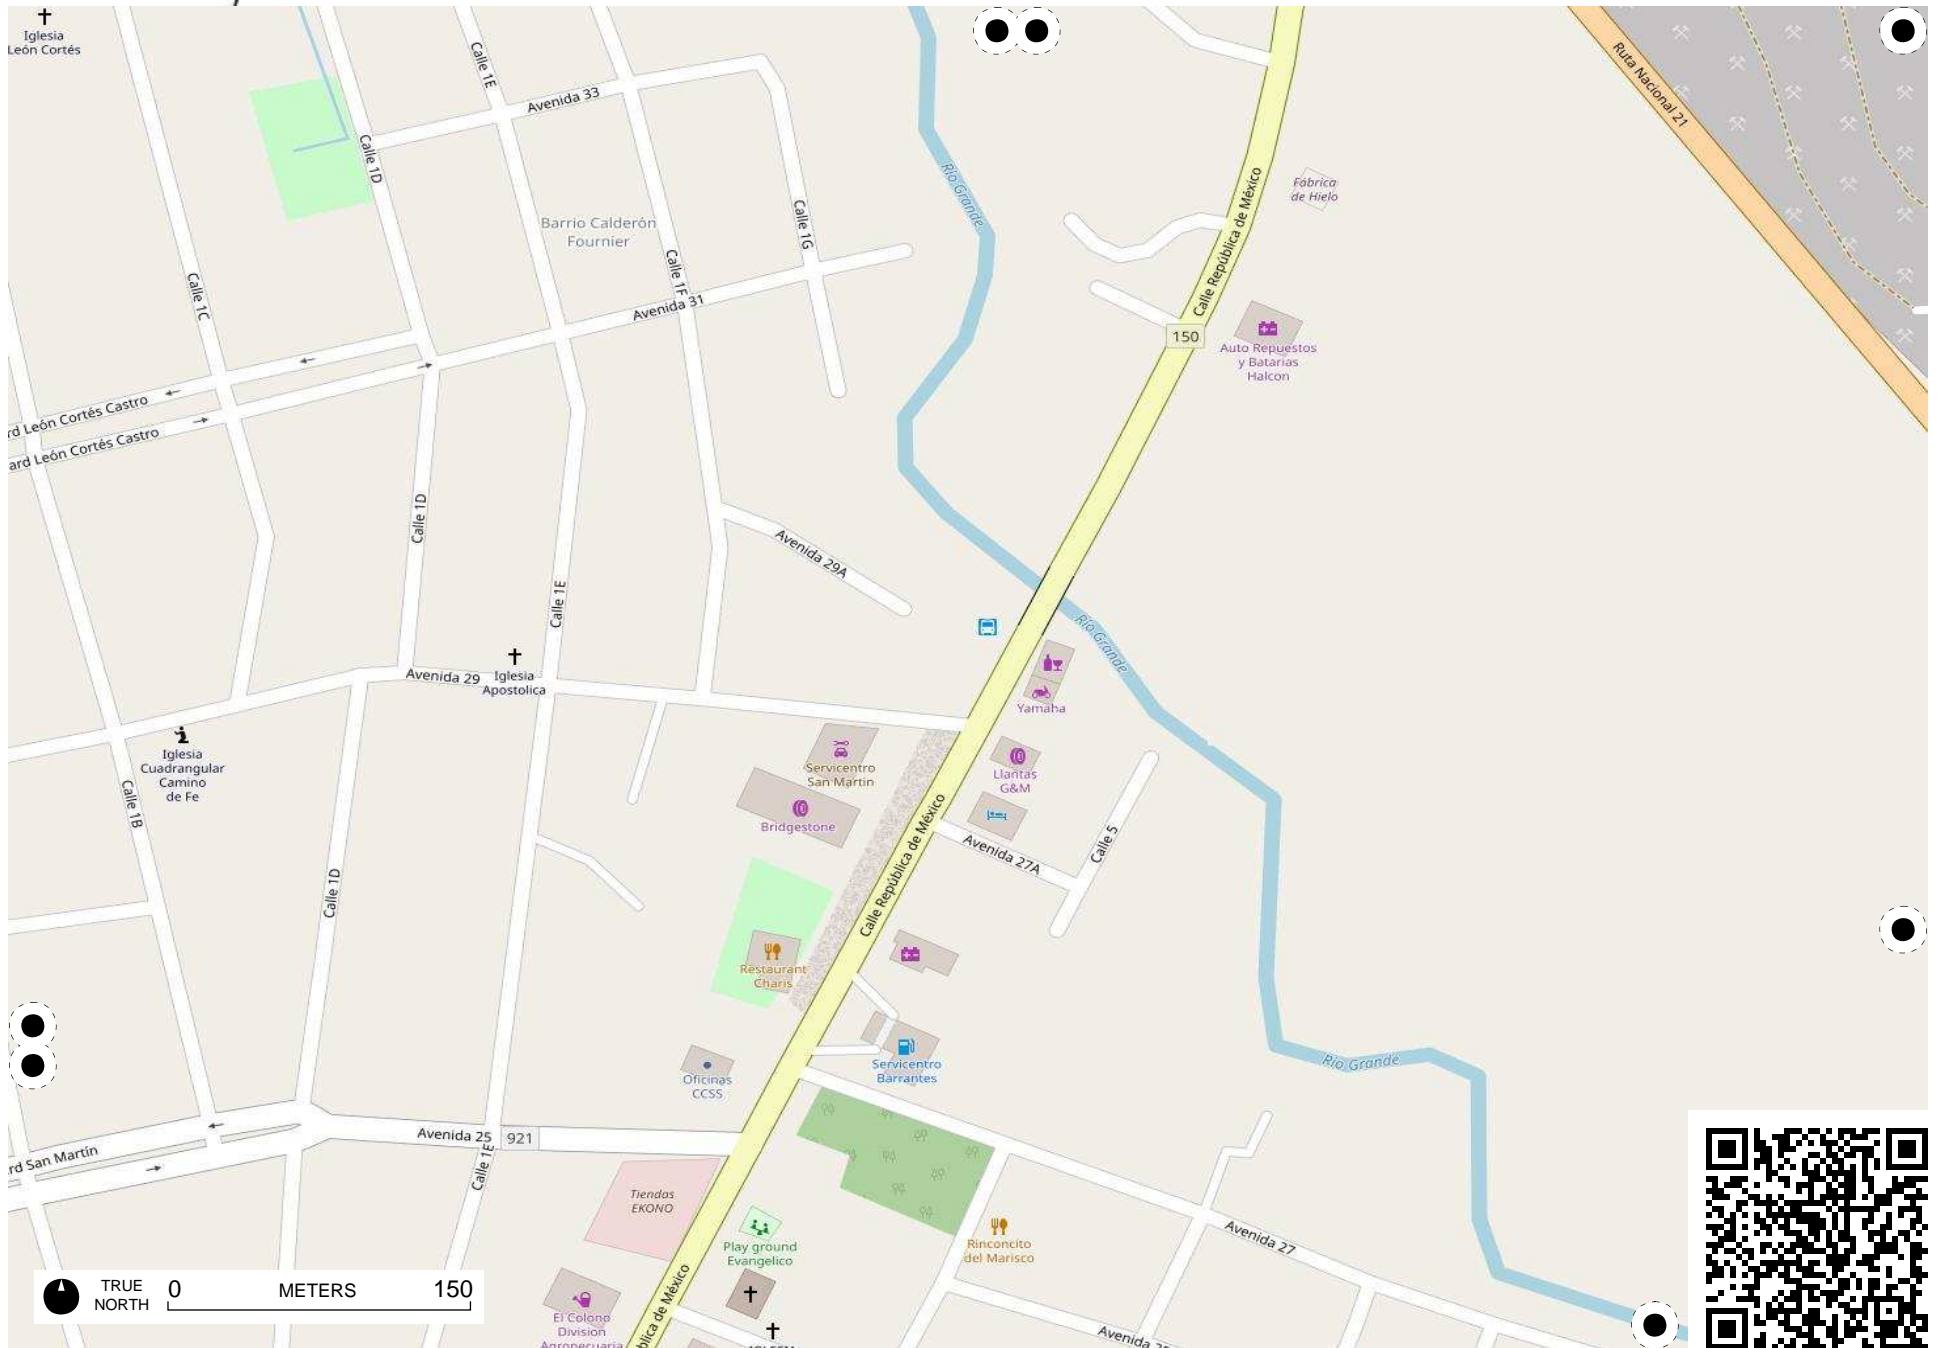 Iglesia
León Cortés
Calle 1E
Avenida 33
Calle 1D
Ruta Nacional 21
Río Grande
Fábrica
de Hielo
Barrio Calderón
Fournier
Calle 1G
Calle República de México
Calle 1C
Calle 1F
Avenida 31
150
Auto Repuestos
y Batarias
Halcon
rd León Cortés Castro
ard León Cortés Castro
Calle 1D
Avenida 29A
Calle 1E
Río Grande
Avenida 29
Iglesia
Apostolica
Yamaha
Iglesia
Cuadrangular
Camino
de Fe
Servicentro
San Martin
Llantas
G&M
Calle 1B
Bridgestone
Calle República de México
Avenida 27A
Calle 5
Calle 1D
Restaurant
Charis
Río Grande
Servicentro
Barrantes
Oficinas
CCSS
Avenida 25
921
rd San Martín
Calle 1E
Tiendas
EKONO
Play ground
Evangelico
Rinconcito
del Marisco
Avenida 27
TRUE
NORTH
0
METERS
150
blica de México
El Colono
Division
Agropecuaria
Avenida